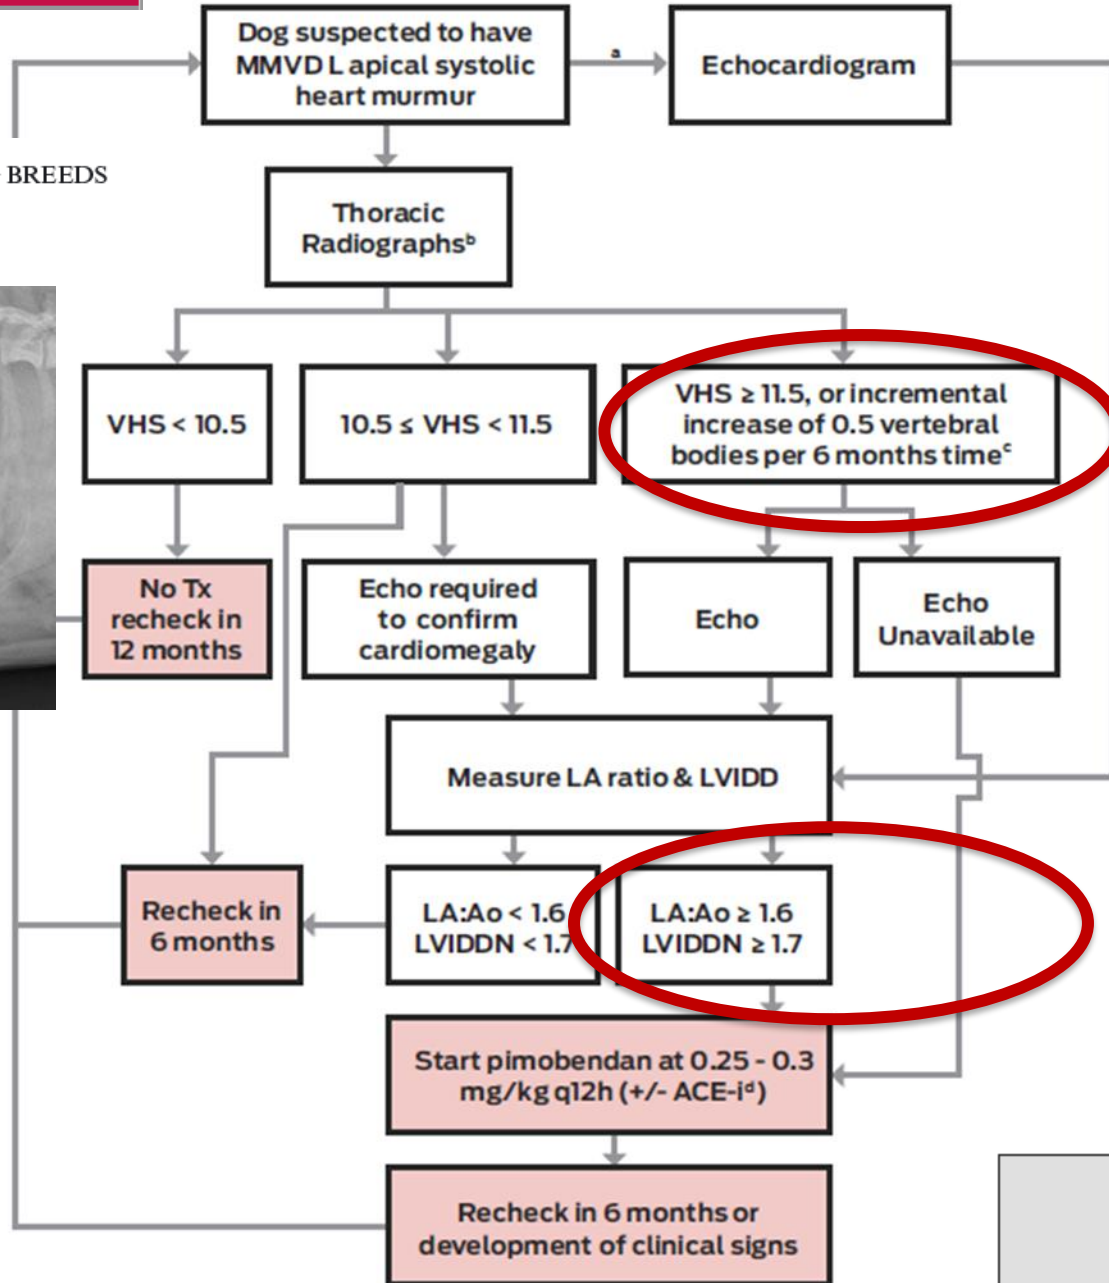 Dog suspected to have
MMVD L apical systolic
heart murmur
a
Echocardiogram
BREEDS
Thoracic
Radiographsᵇ
VHS < 10.5
10.5 ≤ VHS < 11.5
VHS ≥ 11.5, or incremental
increase of 0.5 vertebral
bodies per 6 months timeᶜ
No Tx
recheck in
12 months
Echo required
to confirm
cardiomegaly
Echo
Echo
Unavailable
Measure LA ratio & LVIDD
Recheck in
6 months
LA:Ao < 1.6
LVIDDN < 1.7
LA:Ao ≥ 1.6
LVIDDN ≥ 1.7
Start pimobendan at 0.25 - 0.3
mg/kg q12h (+/- ACE-iᵈ)
Recheck in 6 months or
development of clinical signs